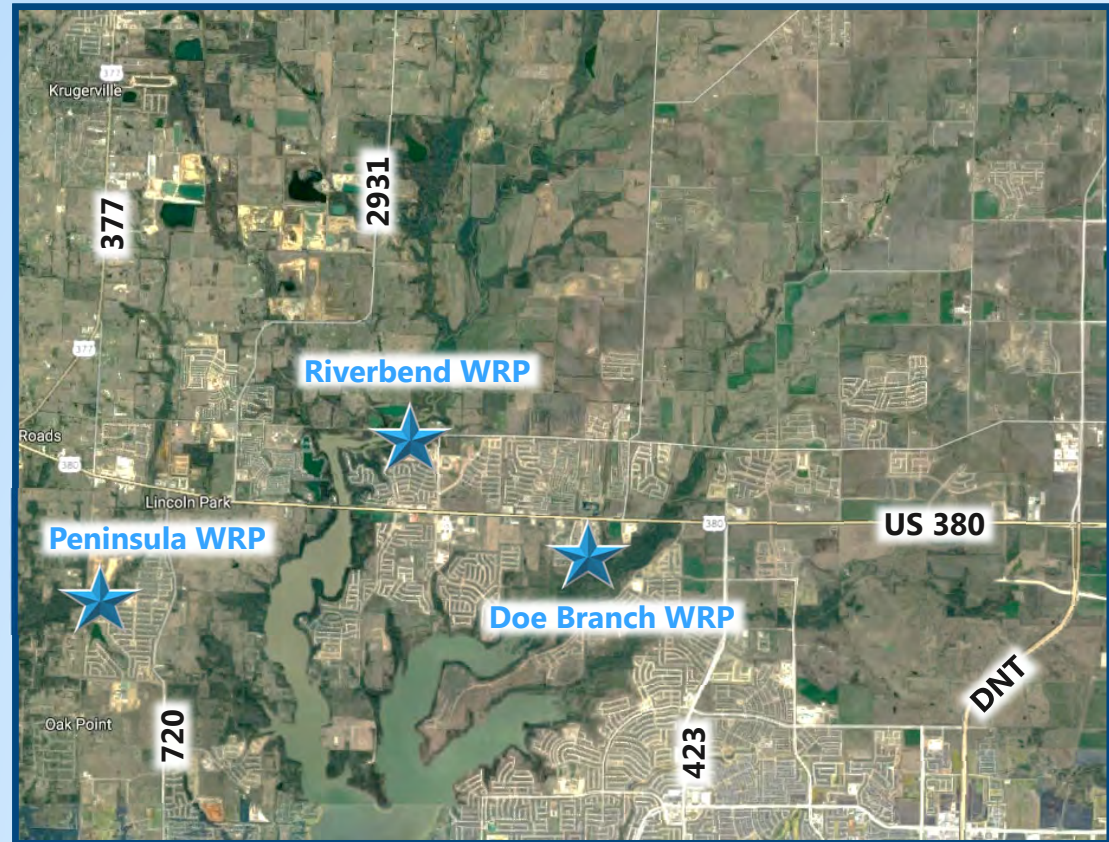 377
Krugerville
2931
377
377
Riverbend WRP
Roads
380
Lincoln Park
380
US 380
Peninsula WRP
Doe Branch WRP
DNT
Oak Point
720
423